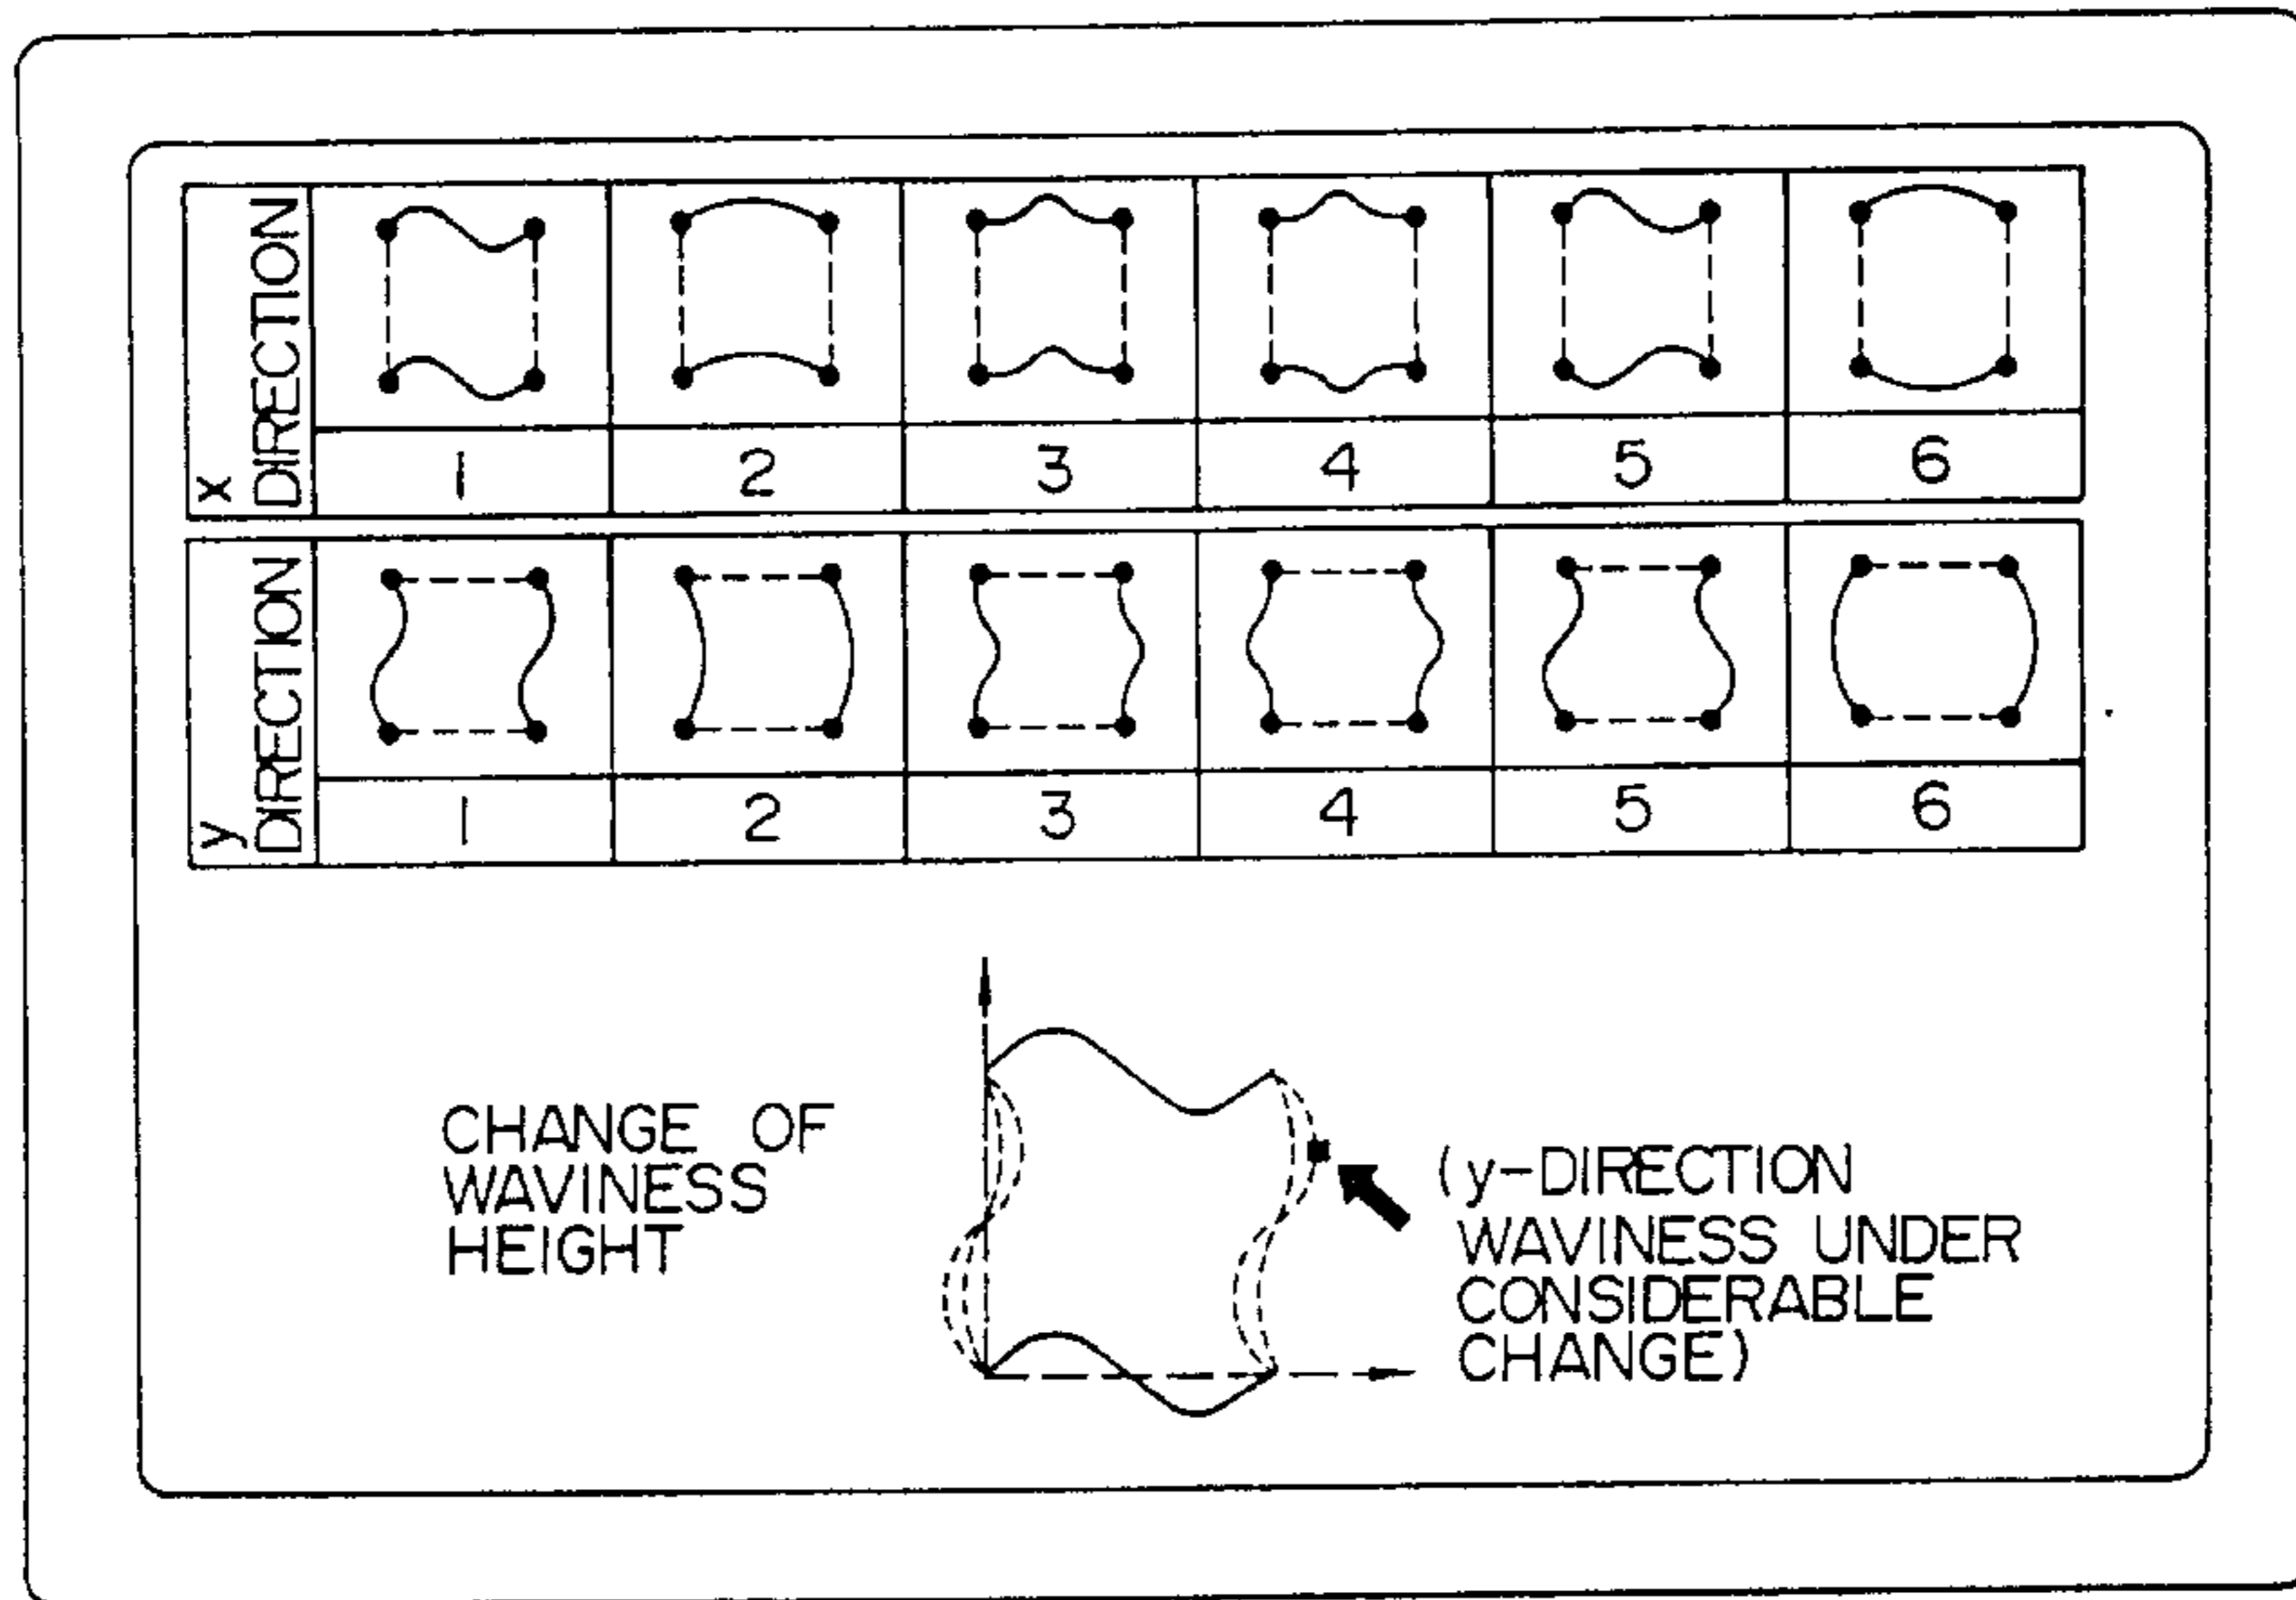 x
DIRECTION
1 2 3 4 5 6
y
DIRECTION
1 2 3 4 5 6
CHANGE OF
WAVINESS
HEIGHT
(y-DIRECTION
WAVINESS UNDER
CONSIDERABLE
CHANGE)